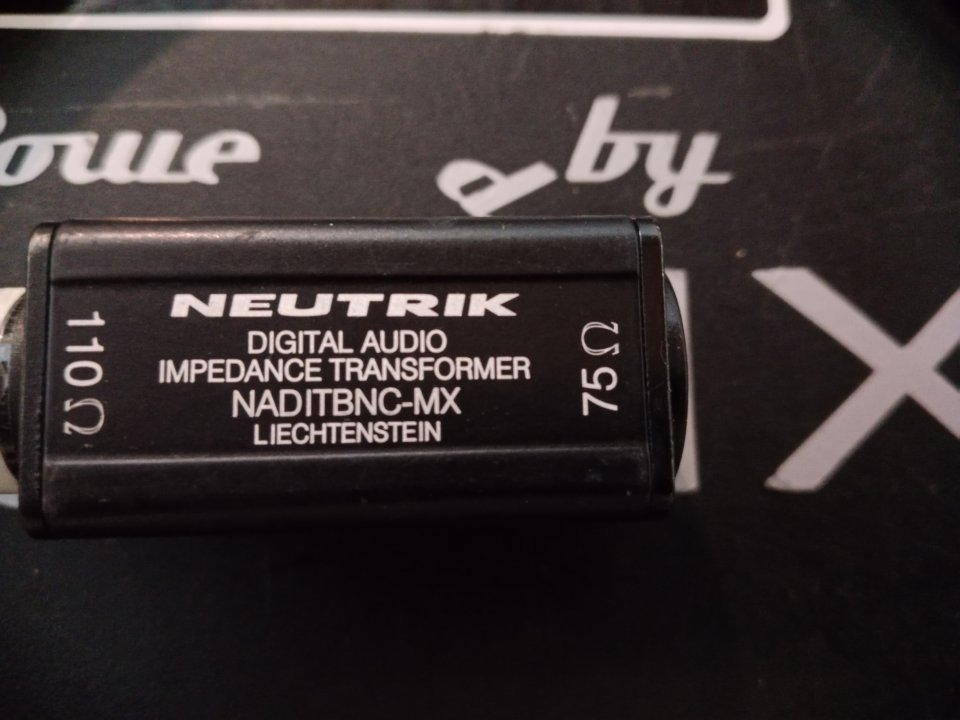 by
NEUTRIK
DIGITAL AUDIO
IMPEDANCE TRANSFORMER
NADITBNC-MX
LIECHTENSTEIN
110 Ω
75 Ω